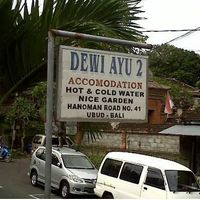 DEWI AYU 2
ACCOMODATION
HOT & COLD WATER
NICE GARDEN
HANOMAN ROAD NO. 41
UBUD - BALI